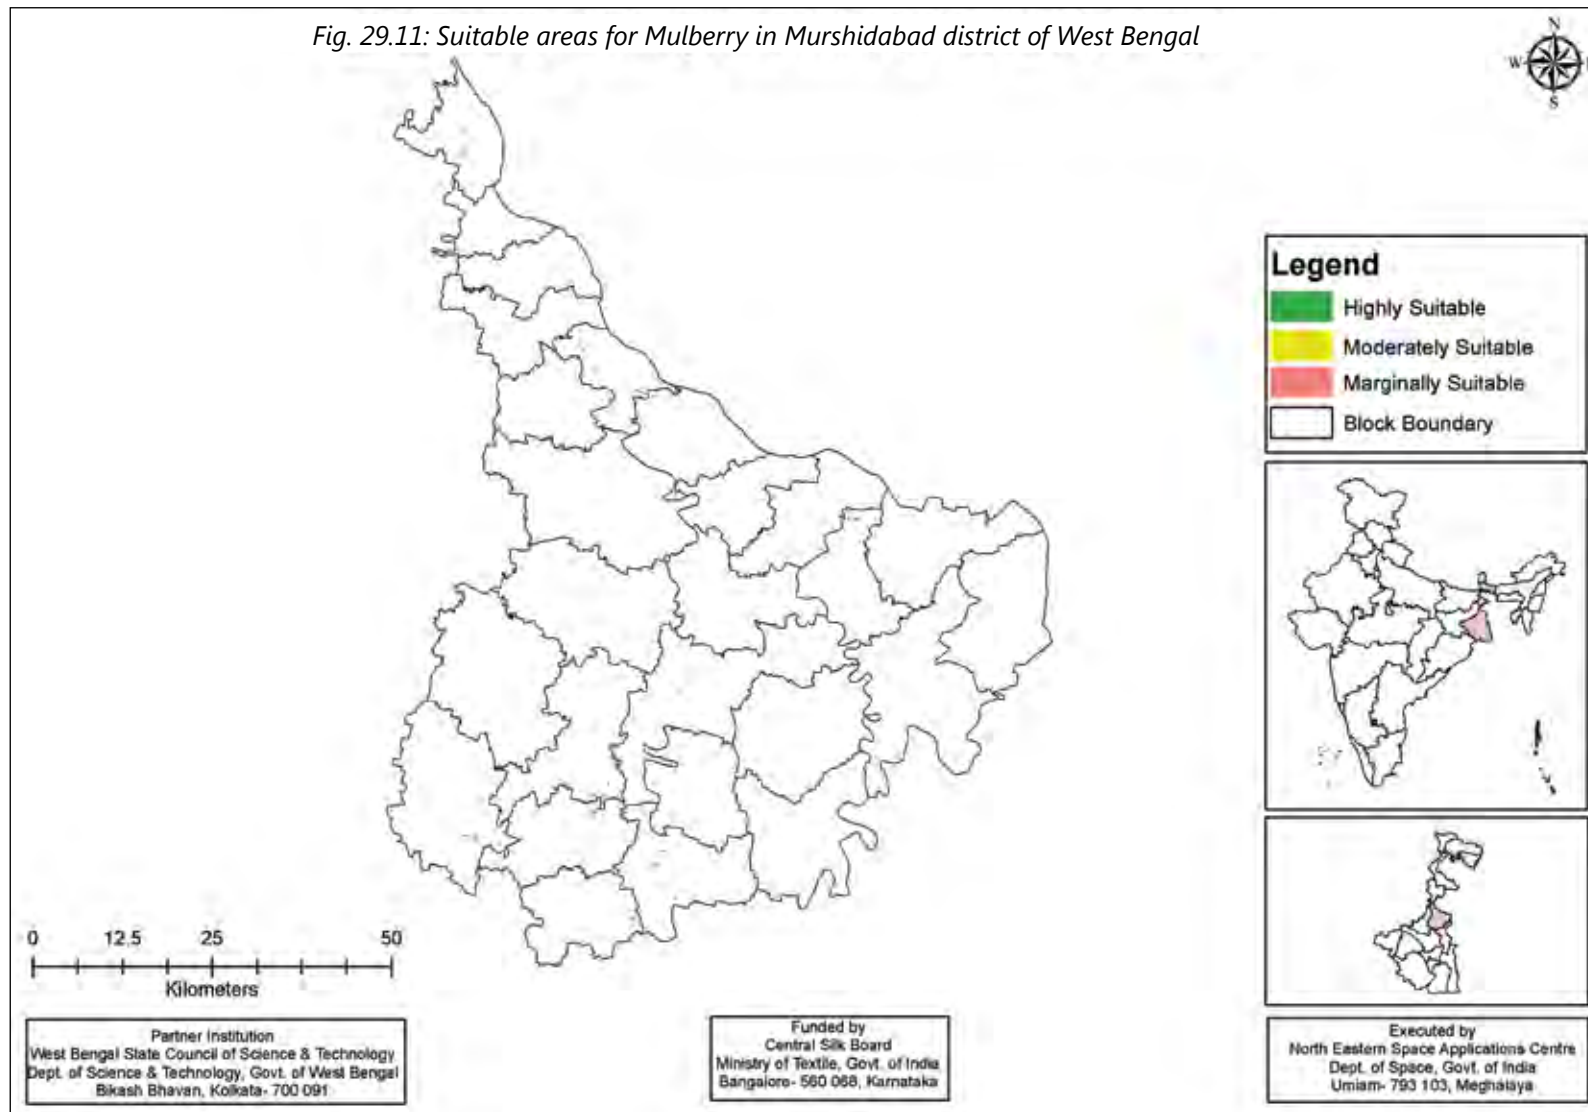 Fig. 29.11: Suitable areas for Mulberry in Murshidabad district of West Bengal
N
W
S
Legend
Highly Suitable
Moderately Suitable
Marginally Suitable
Block Boundary
0 12.5 25 50
Kilometers
Partner Institution
West Bengal State Council of Science & Technology
Dept. of Science & Technology, Govt. of West Bengal
Bikash Bhavan, Kolkata- 700 091
Funded by
Central Silk Board
Ministry of Textile, Govt. of India
Bangalore- 560 068, Karnataka
Executed by
North Eastern Space Applications Centre
Dept. of Space, Govt. of India
Umiam- 793 103, Meghalaya